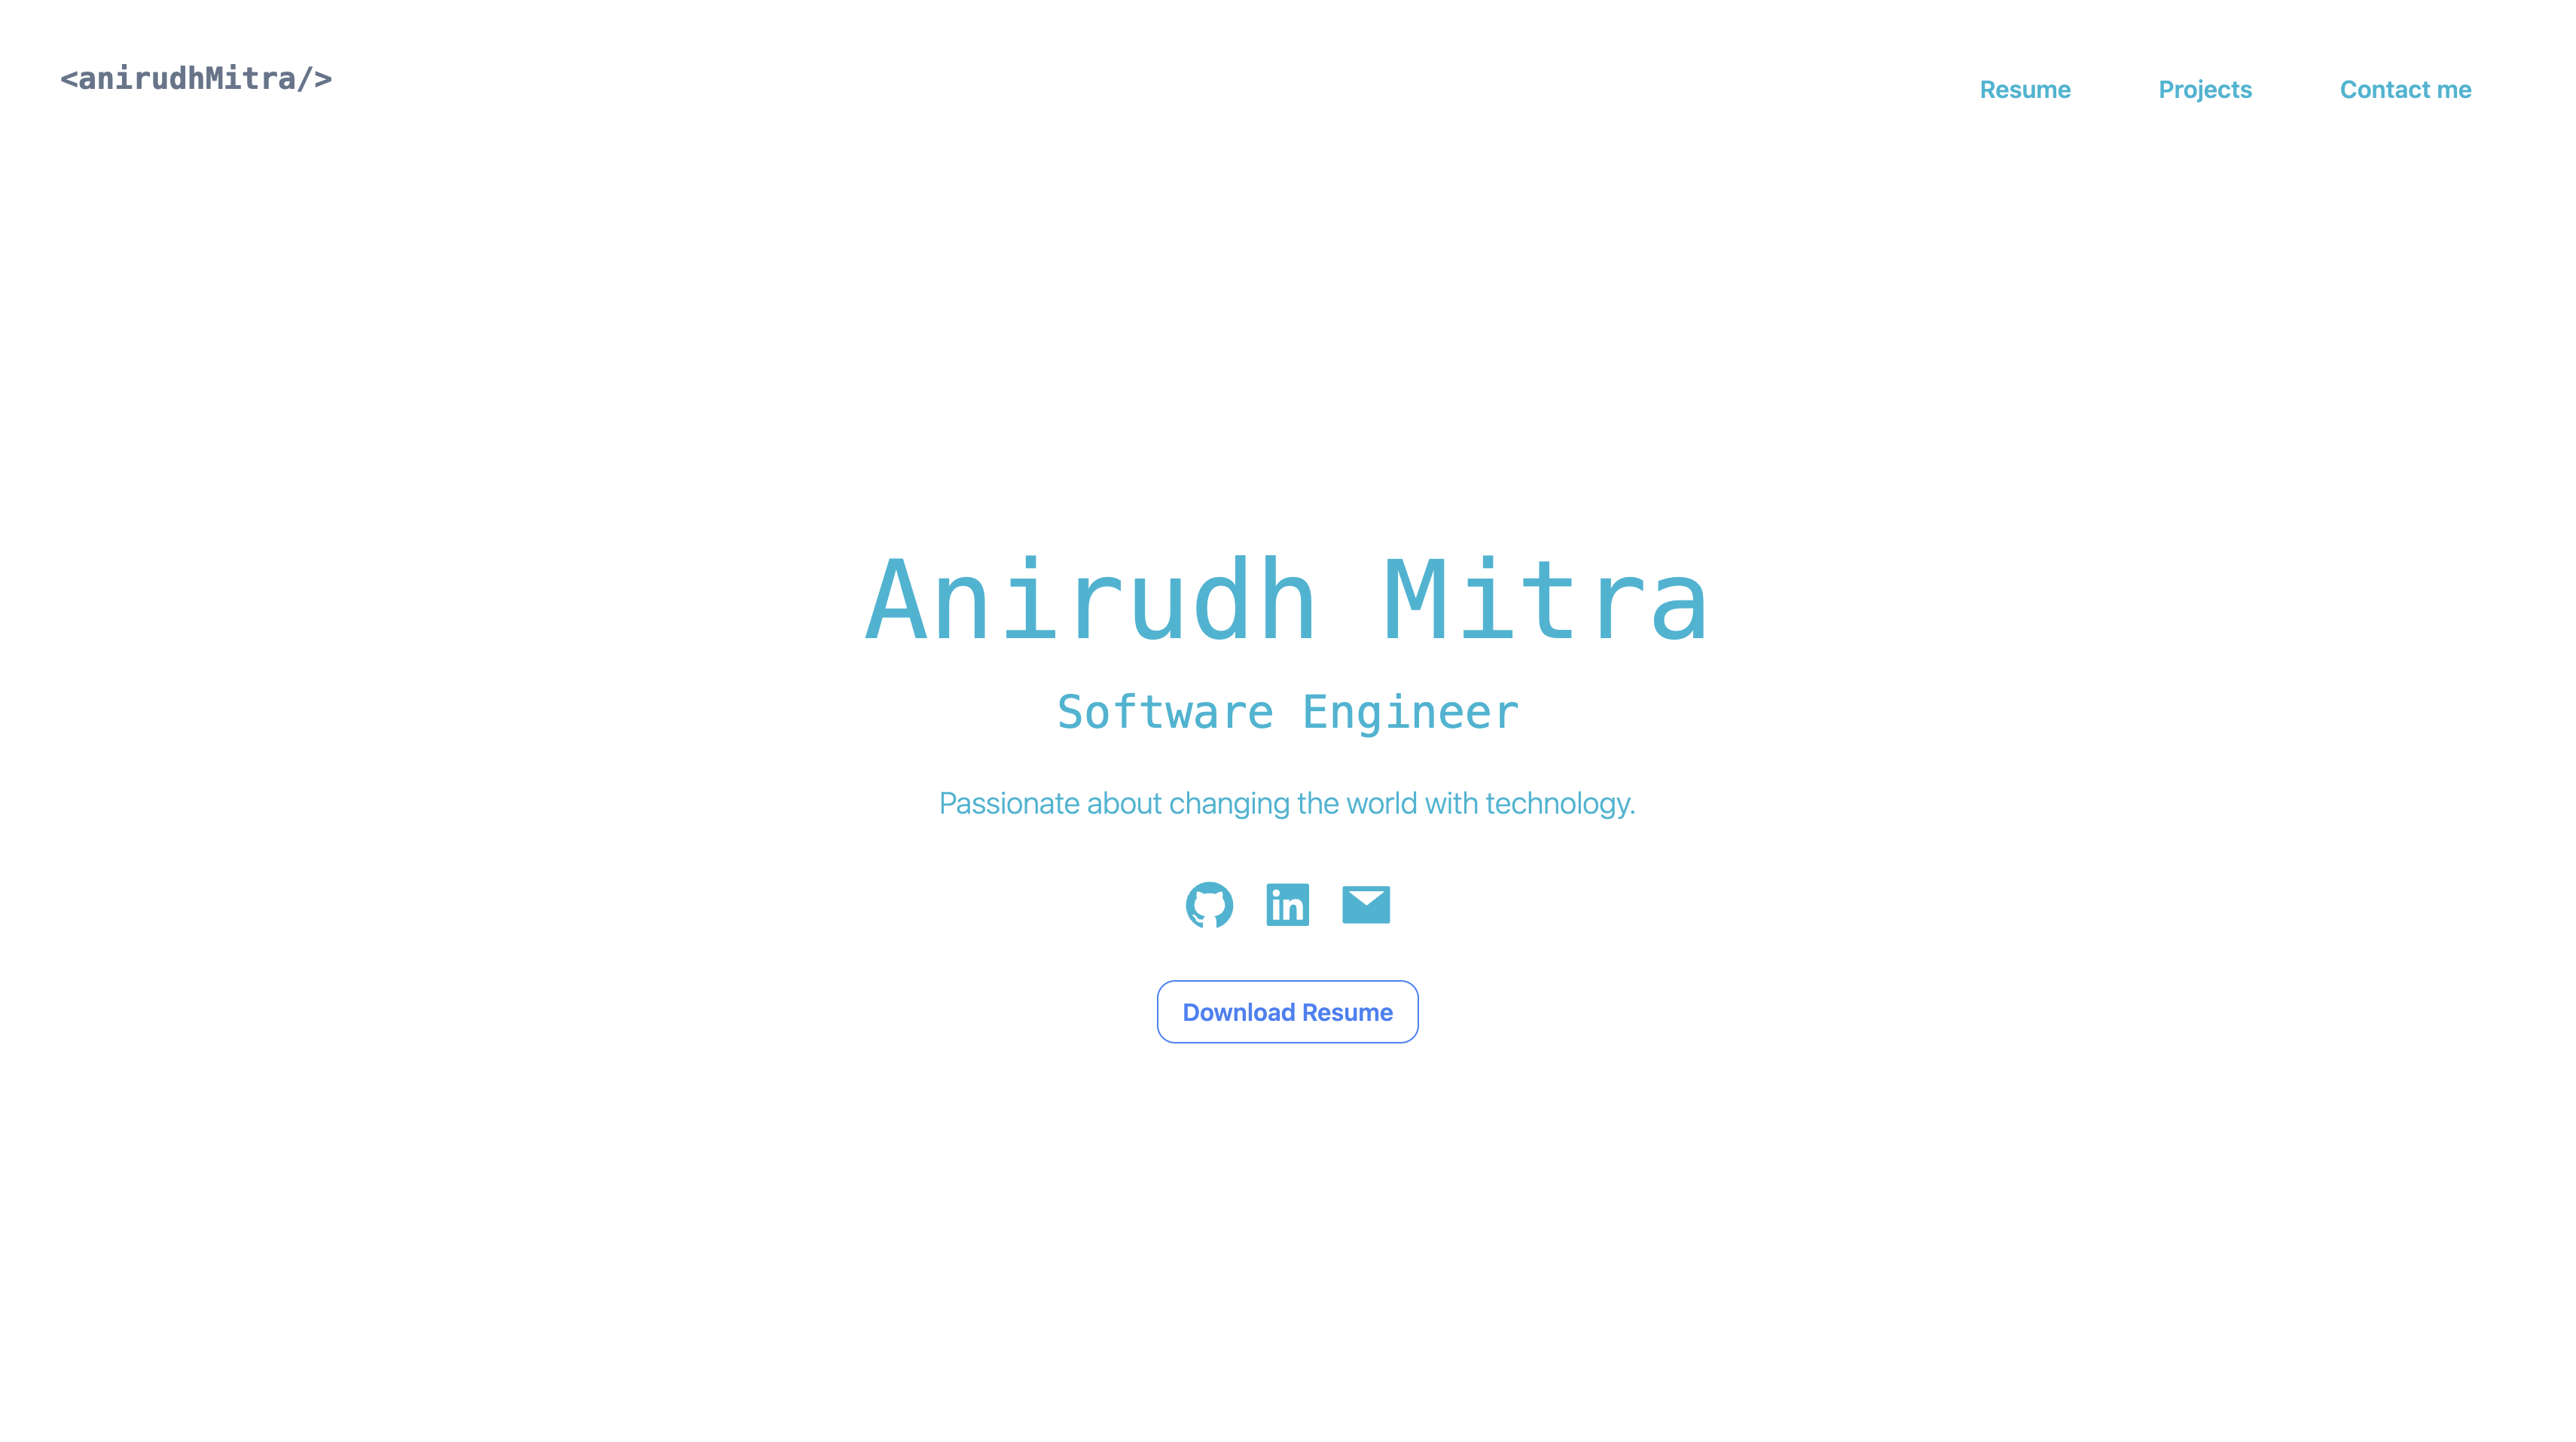 <anirudhMitra/>
Resume Projects Contact me
Anirudh Mitra
Software Engineer
Passionate about changing the world with technology.
in
Download Resume